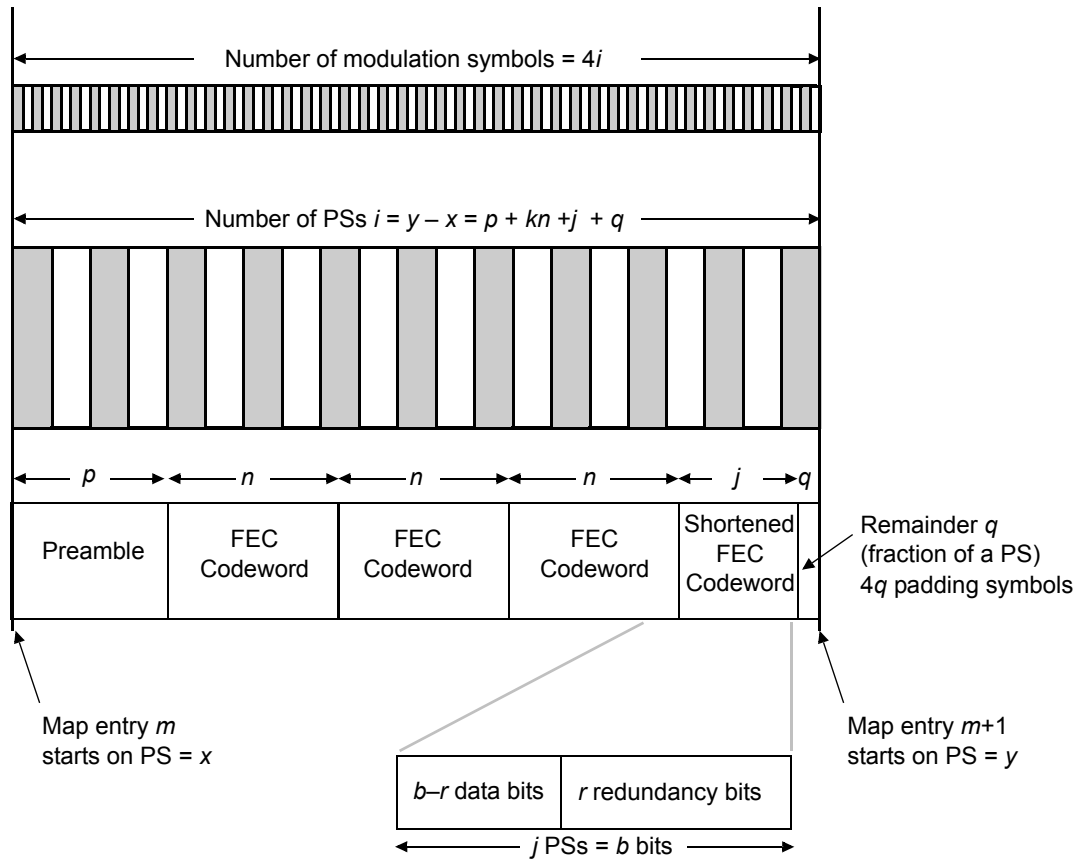 Number of modulation symbols = 4i
Number of PSs i = y – x = p + kn +j + q
p
n
n
n
j
q
Preamble
FEC
Codeword
FEC
Codeword
FEC
Codeword
Shortened
FEC
Codeword
Remainder q
(fraction of a PS)
4q padding symbols
Map entry m
starts on PS = x
Map entry m+1
starts on PS = y
b–r data bits
r redundancy bits
j PSs = b bits